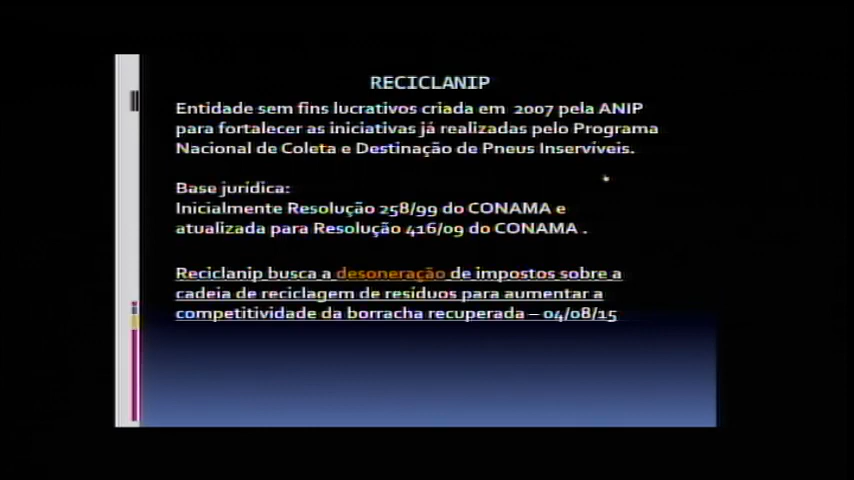 RECICLANIP
Entidade sem fins lucrativos criada em 2007 pela ANIP
para fortalecer as iniciativas já realizadas pelo Programa
Nacional de Coleta e Destinação de Pneus Inservíveis.
Base jurídica:
Inicialmente Resolução 258/99 do CONAMA e
atualizada para Resolução 416/09 do CONAMA .
Reciclanip busca a desoneração de impostos sobre a
cadeia de reciclagem de resíduos para aumentar a
competitividade da borracha recuperada – 04/08/15